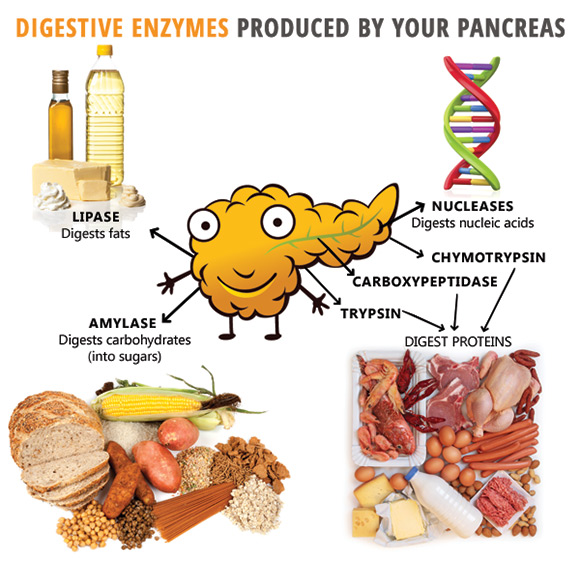 DIGESTIVE ENZYMES PRODUCED BY YOUR PANCREAS
LIPASE
Digests fats
NUCLEASES
Digests nucleic acids
CHYMOTRYPSIN
CARBOXYPEPTIDASE
TRYPSIN
AMYLASE
Digests carbohydrates
(into sugars)
DIGEST PROTEINS